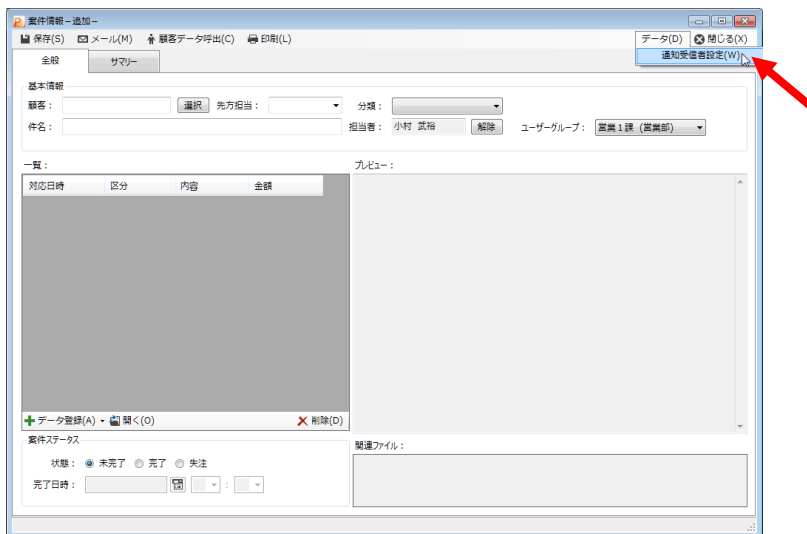 案件情報－追加－
保存(S) メール(M) 顧客データ呼出(C) 印刷(L) データ(D) 閉じる(X)
通知受信者設定(W)
全般 サマリー
基本情報
顧客： 選択 先方担当： 分類：
件名： 担当者： 小村 武裕 解除 ユーザーグループ： 営業１課 (営業部)
一覧： プレビュー：
対応日時 区分 内容 金額
データ登録(A) 開く(O) 削除(D)
案件ステータス
関連ファイル：
状態： 未完了 完了 失注
完了日時： :